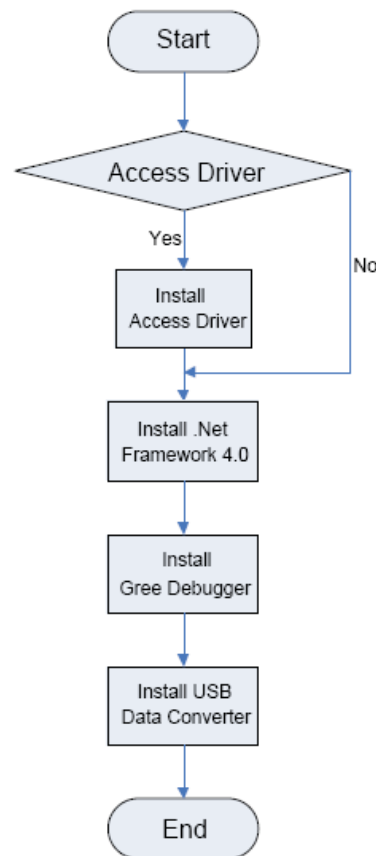 Start
Access Driver
Yes
No
Install
Access Driver
Install .Net
Framework 4.0
Install
Gree Debugger
Install USB
Data Converter
End